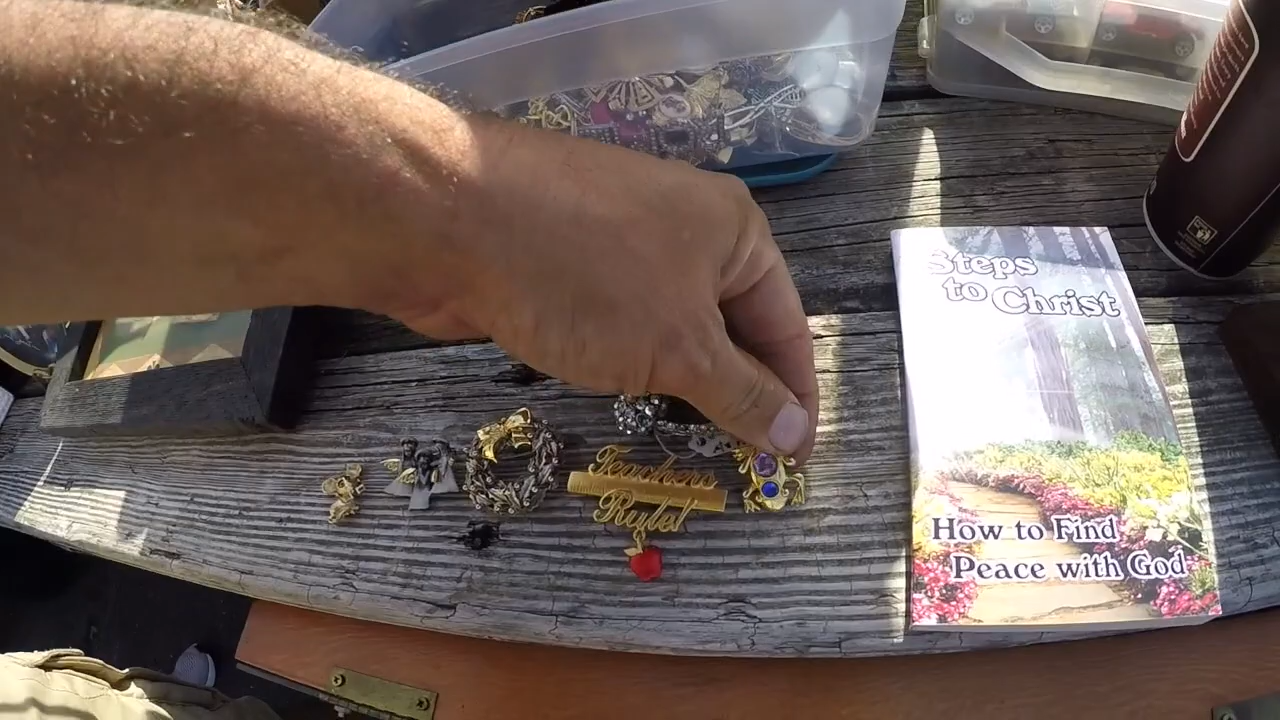 Steps
to Christ
Teachers
Rule!
How to Find
Peace with God